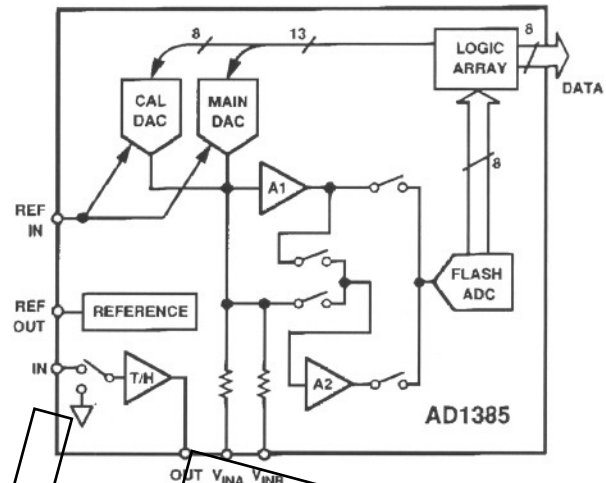 8
13
8
LOGIC
ARRAY
DATA
CAL
DAC
MAIN
DAC
8
A1
REF
IN
FLASH
ADC
REF
OUT
REFERENCE
IN
T/H
A2
AD1385
OUT VINA VINB